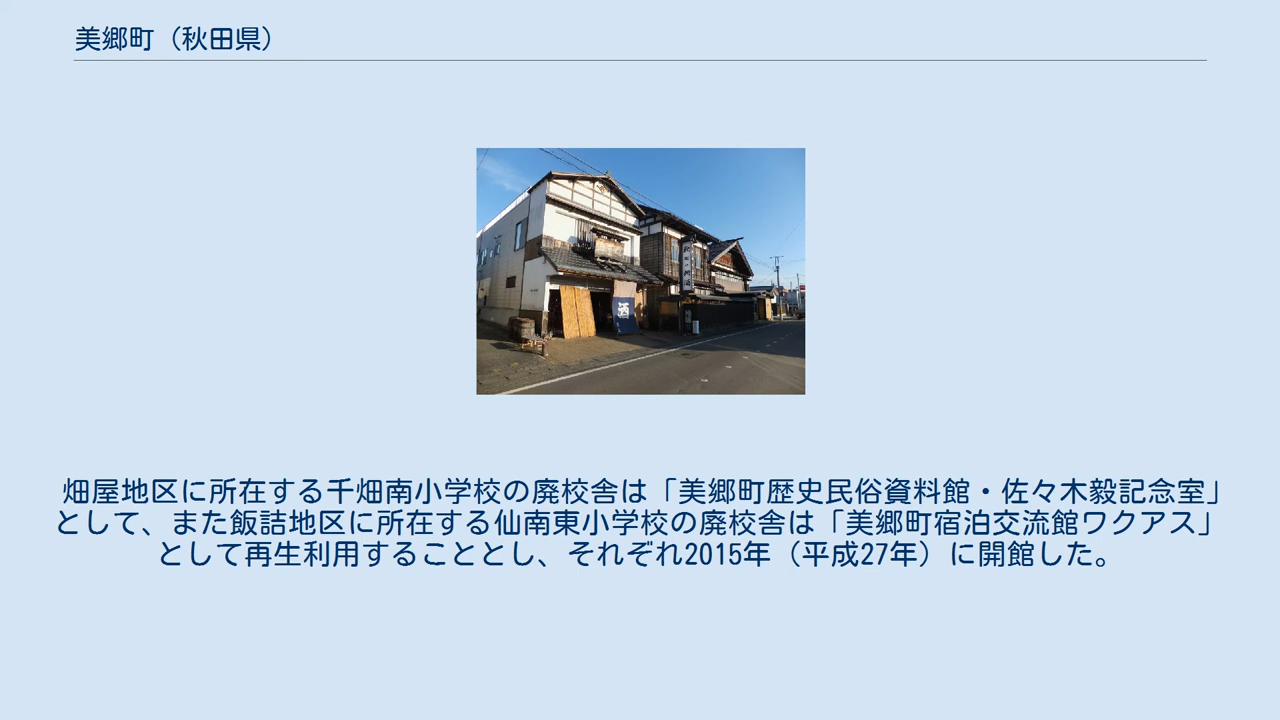 美郷町（秋田県）
酒
畑屋地区に所在する千畑南小学校の廃校舎は「美郷町歴史民俗資料館・佐々木毅記念室」
として、また飯詰地区に所在する仙南東小学校の廃校舎は「美郷町宿泊交流館ワクアス」
として再生利用することとし、それぞれ2015年（平成27年）に開館した。